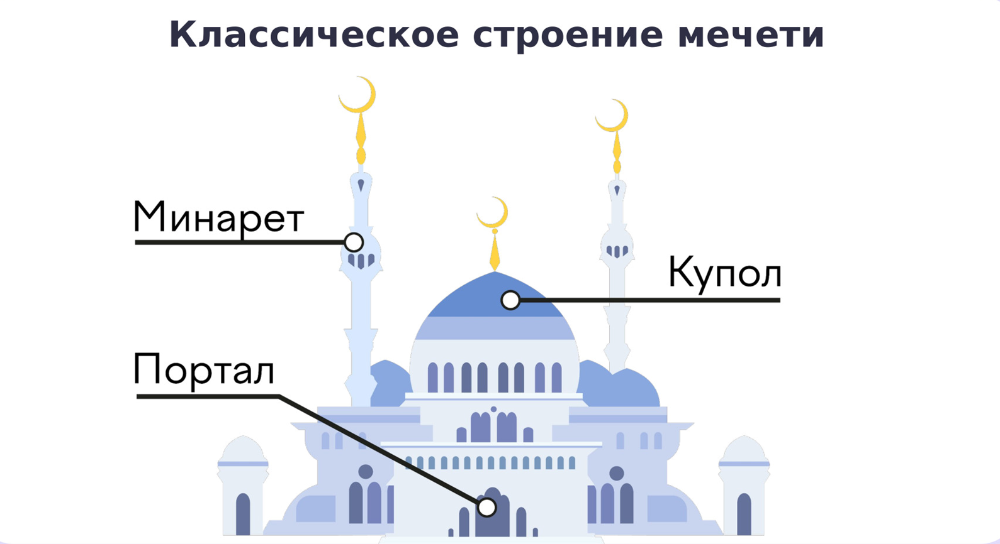 Классическое строение мечети
Минарет
Купол
Портал